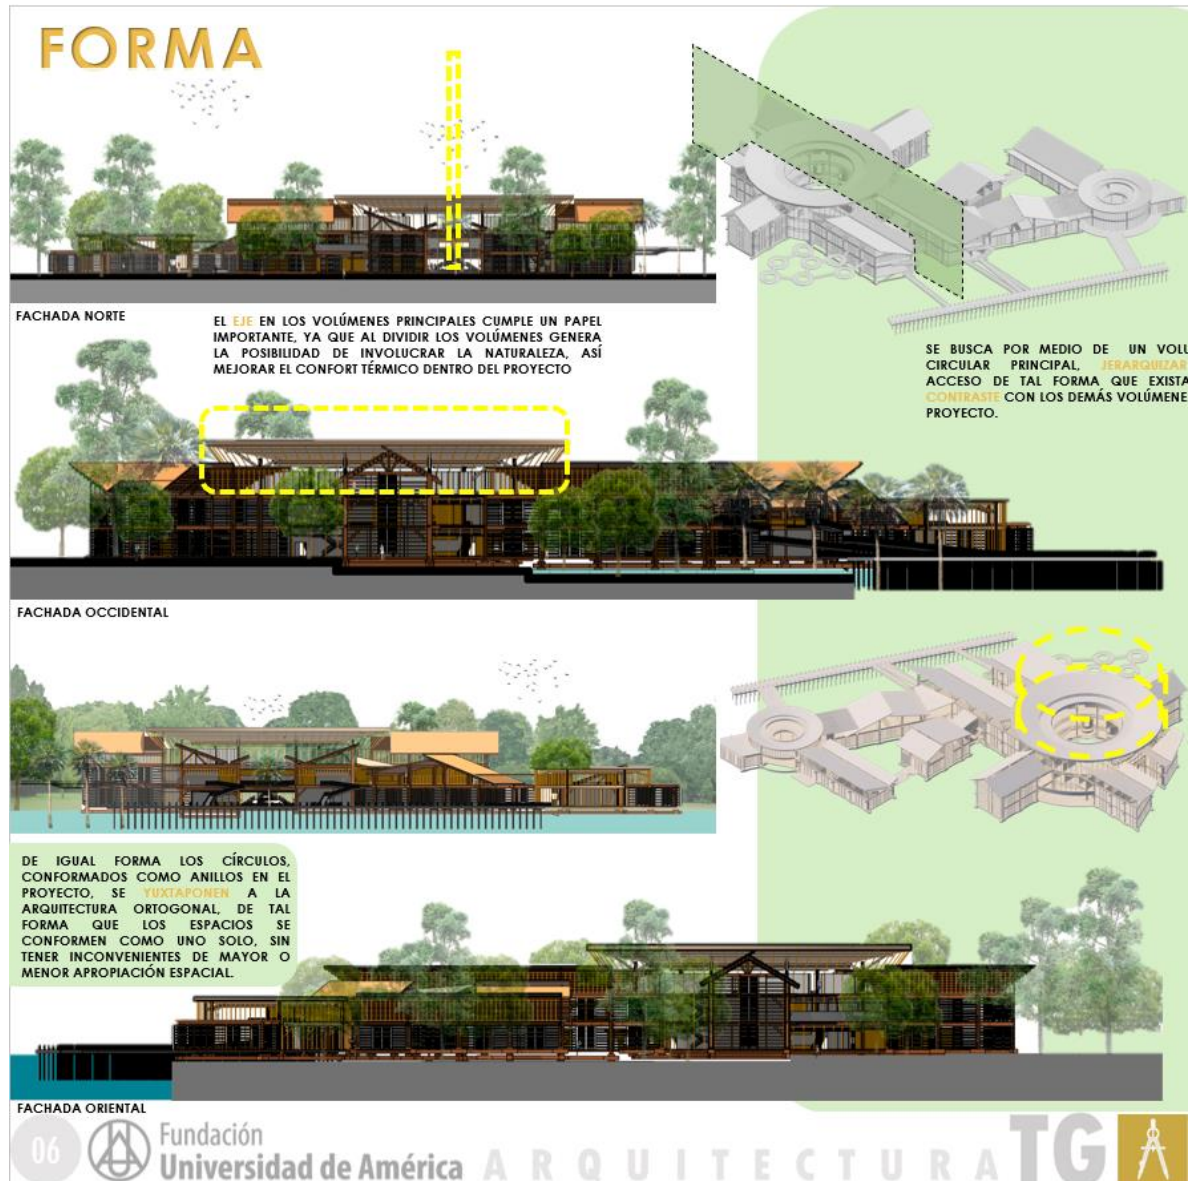 FORMA
FACHADA NORTE
EL EJE EN LOS VOLÚMENES PRINCIPALES CUMPLE UN PAPEL
IMPORTANTE, YA QUE AL DIVIDIR LOS VOLÚMENES GENERA
LA POSIBILIDAD DE INVOLUCRAR LA NATURALEZA, ASÍ
MEJORAR EL CONFORT TÉRMICO DENTRO DEL PROYECTO
SE BUSCA POR MEDIO DE UN VOLU
CIRCULAR PRINCIPAL, JERARQUIZAR
ACCESO DE TAL FORMA QUE EXISTA
CONTRASTE CON LOS DEMÁS VOLÚMENE
PROYECTO.
FACHADA OCCIDENTAL
DE IGUAL FORMA LOS CÍRCULOS,
CONFORMADOS COMO ANILLOS EN EL
PROYECTO, SE YUXTAPONEN A LA
ARQUITECTURA ORTOGONAL, DE TAL
FORMA QUE LOS ESPACIOS SE
CONFORMEN COMO UNO SOLO, SIN
TENER INCONVENIENTES DE MAYOR O
MENOR APROPIACIÓN ESPACIAL.
FACHADA ORIENTAL
06
Fundación
Universidad de América
ARQUITECTURA
TG